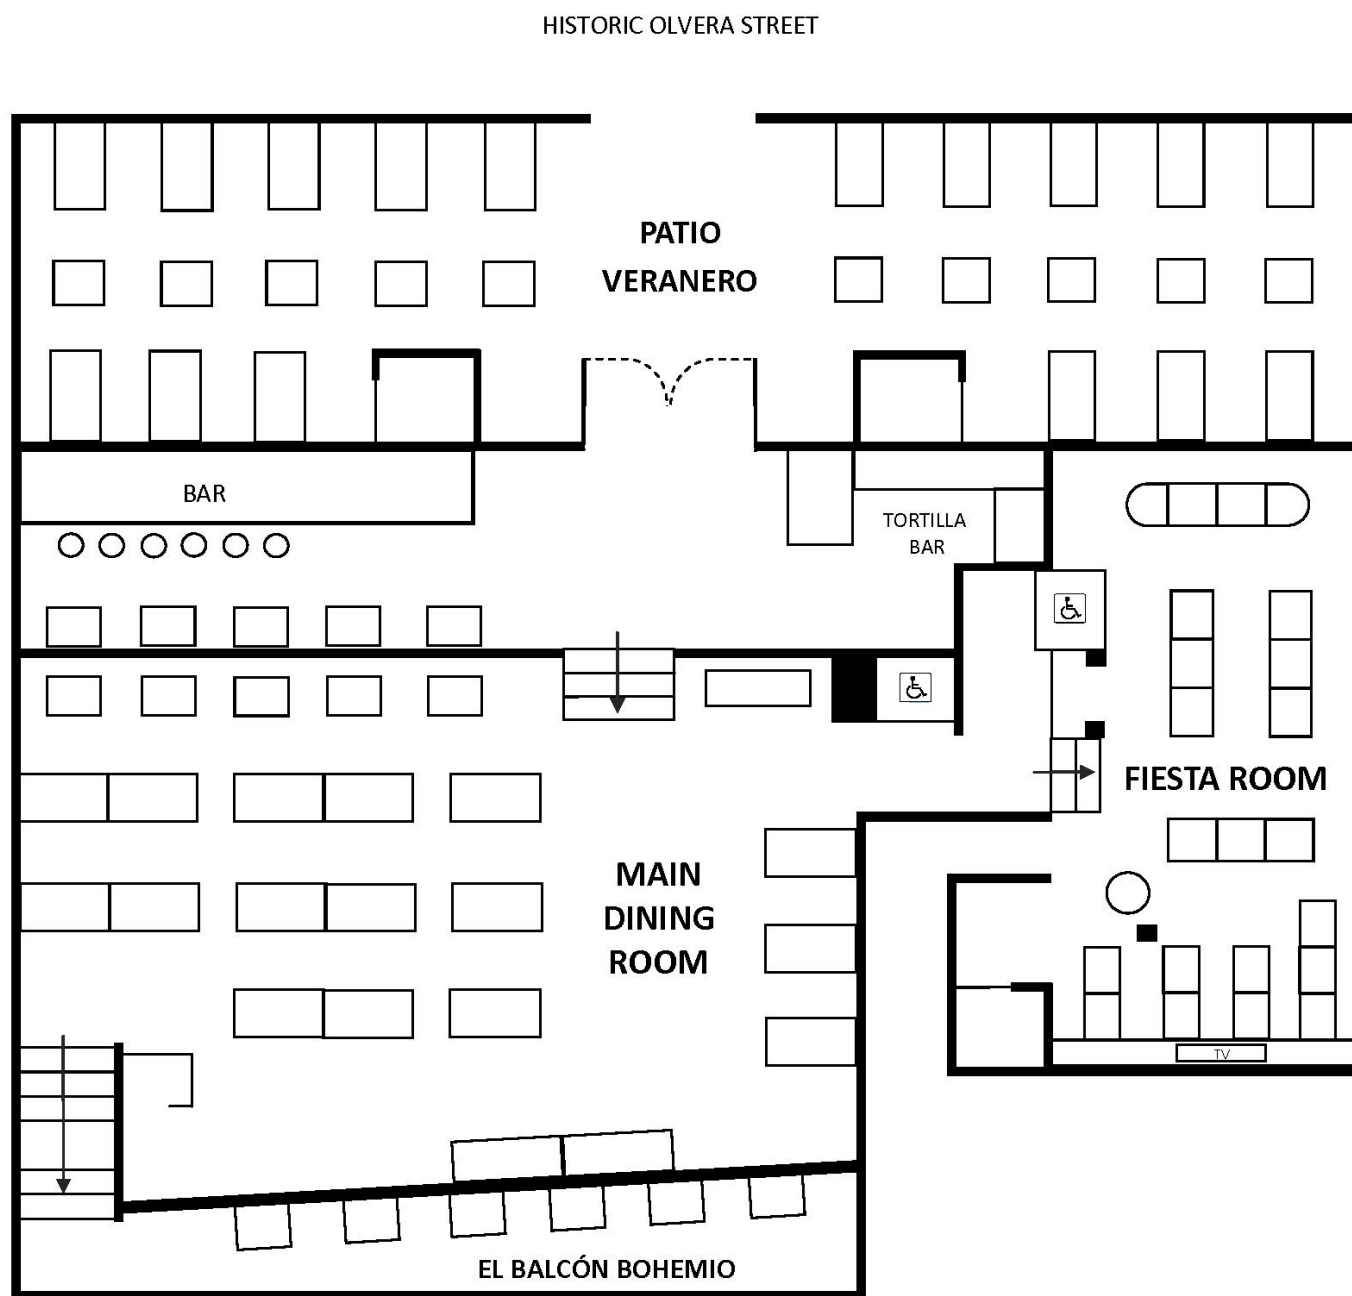 HISTORIC OLVERA STREET
PATIO
VERANERO
BAR
TORTILLA
BAR
FIESTA ROOM
MAIN
DINING
ROOM
TV
EL BALCÓN BOHEMIO